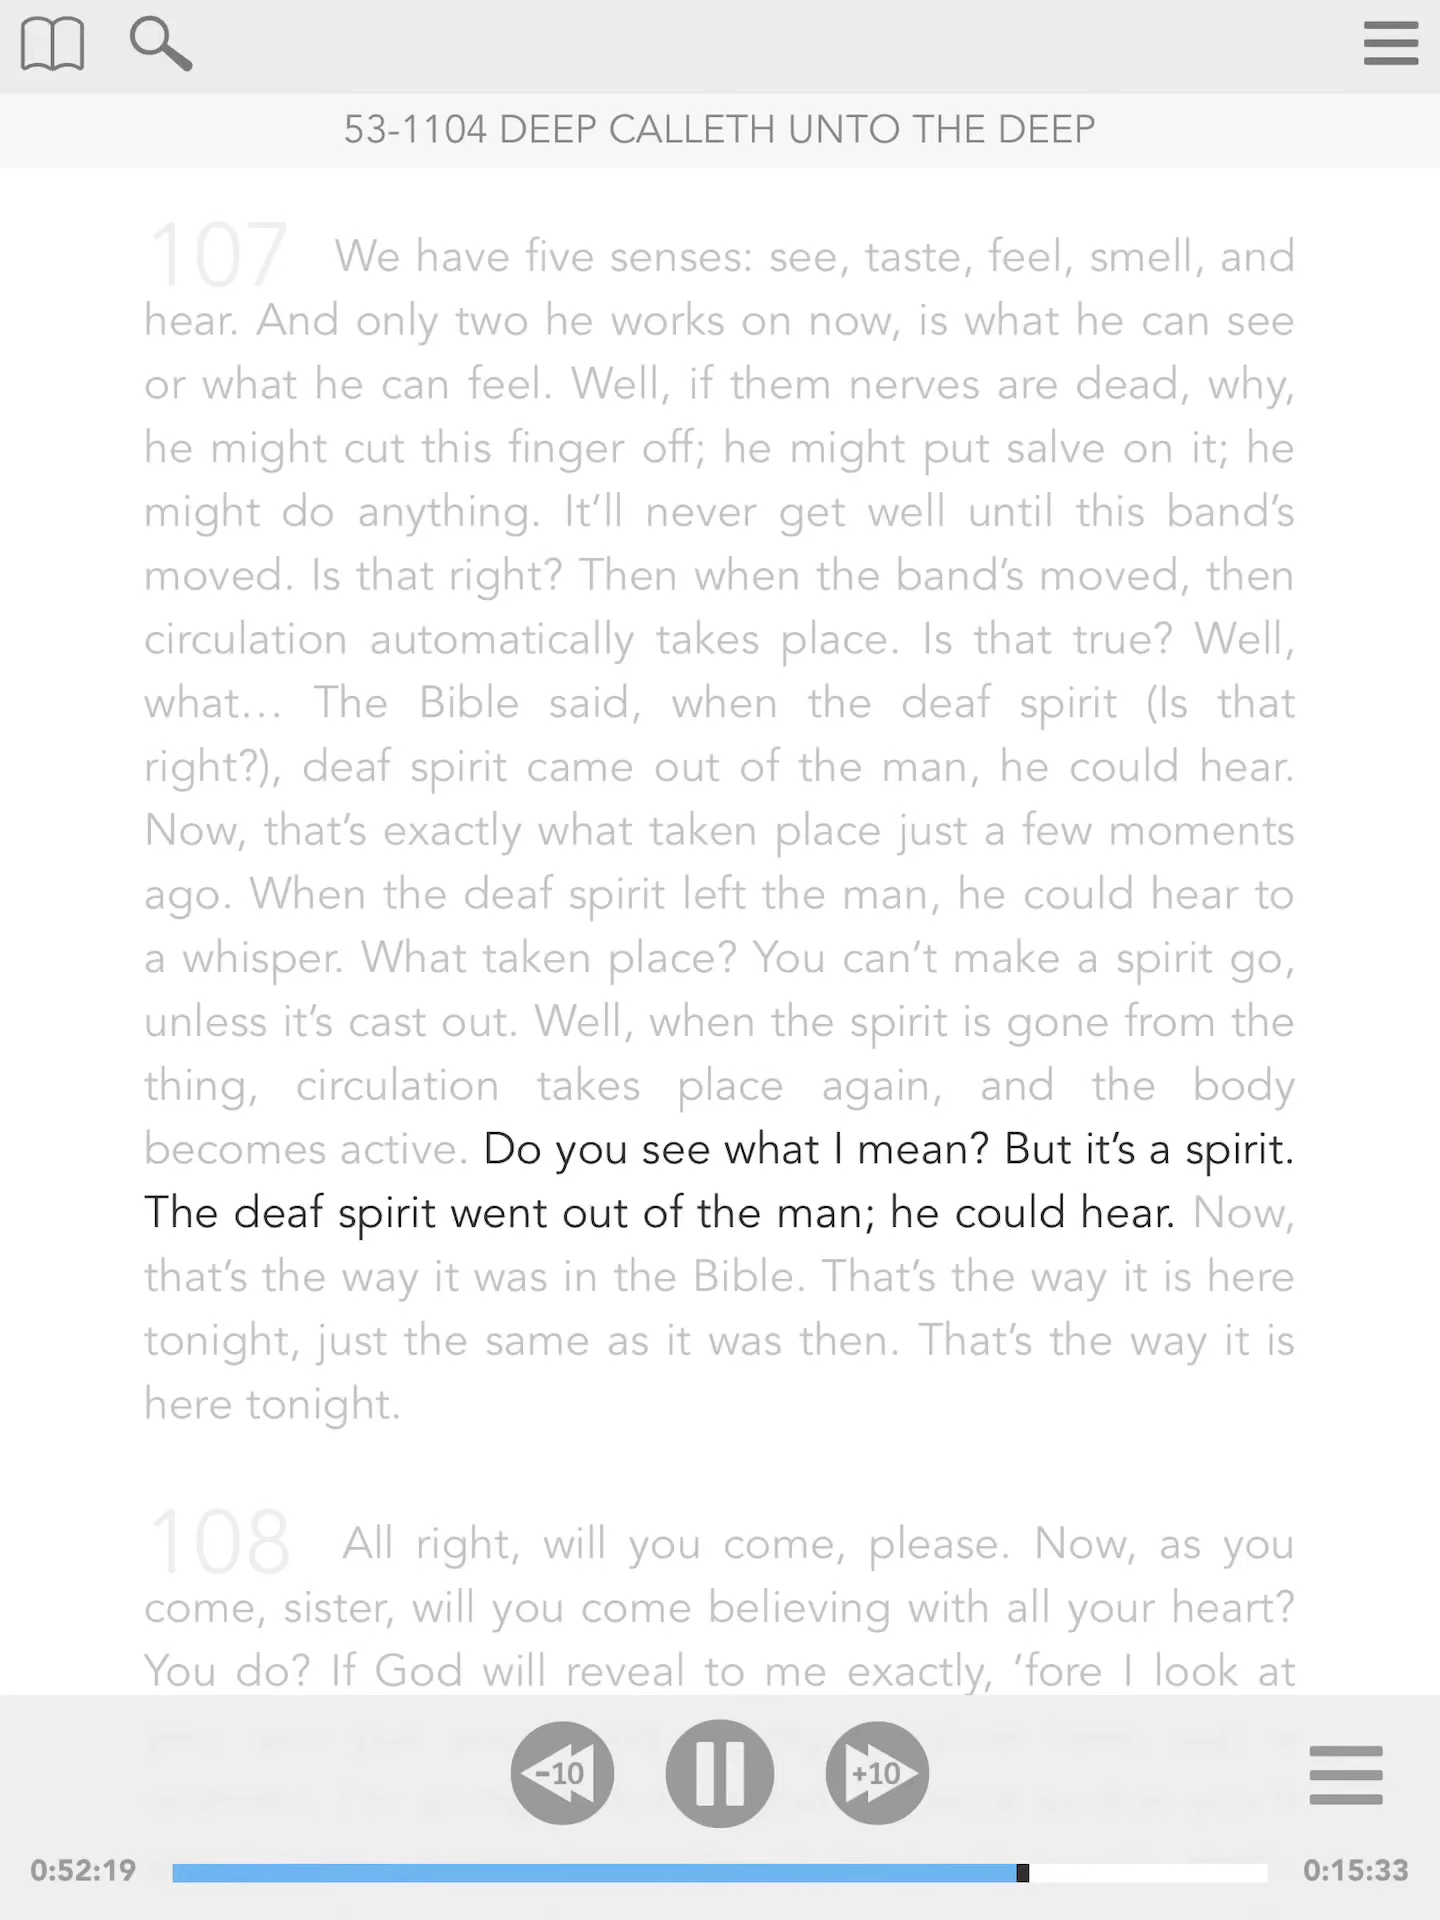 53-1104 DEEP CALLETH UNTO THE DEEP
107 We have five senses: see, taste, feel, smell, and
hear. And only two he works on now, is what he can see
or what he can feel. Well, if them nerves are dead, why,
he might cut this finger off; he might put salve on it; he
might do anything. It’ll never get well until this band’s
moved. Is that right? Then when the band’s moved, then
circulation automatically takes place. Is that true? Well,
what… The Bible said, when the deaf spirit (Is that
right?), deaf spirit came out of the man, he could hear.
Now, that’s exactly what taken place just a few moments
ago. When the deaf spirit left the man, he could hear to
a whisper. What taken place? You can’t make a spirit go,
unless it’s cast out. Well, when the spirit is gone from the
thing, circulation takes place again, and the body
becomes active. Do you see what I mean? But it’s a spirit.
The deaf spirit went out of the man; he could hear. Now,
that’s the way it was in the Bible. That’s the way it is here
tonight, just the same as it was then. That’s the way it is
here tonight.
108 All right, will you come, please. Now, as you
come, sister, will you come believing with all your heart?
You do? If God will reveal to me exactly, ’fore I look at
-10 +10
0:52:19 0:15:33